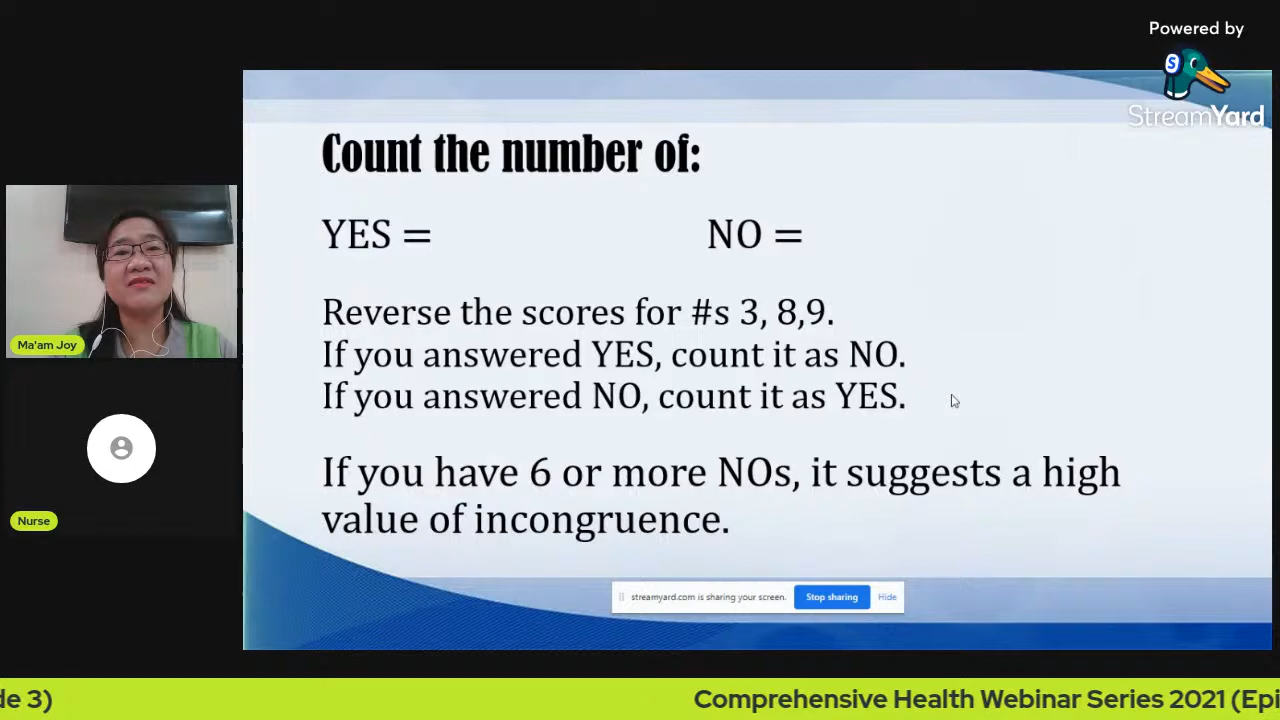 Powered by
StreamYard
Count the number of:
YES =
NO =
Reverse the scores for #s 3, 8,9.
If you answered YES, count it as NO.
If you answered NO, count it as YES.
If you have 6 or more NOs, it suggests a high
value of incongruence.
Ma'am Joy
Nurse
streamyard.com is sharing your screen.
Stop sharing
Hide
de 3)
Comprehensive Health Webinar Series 2021 (Epi